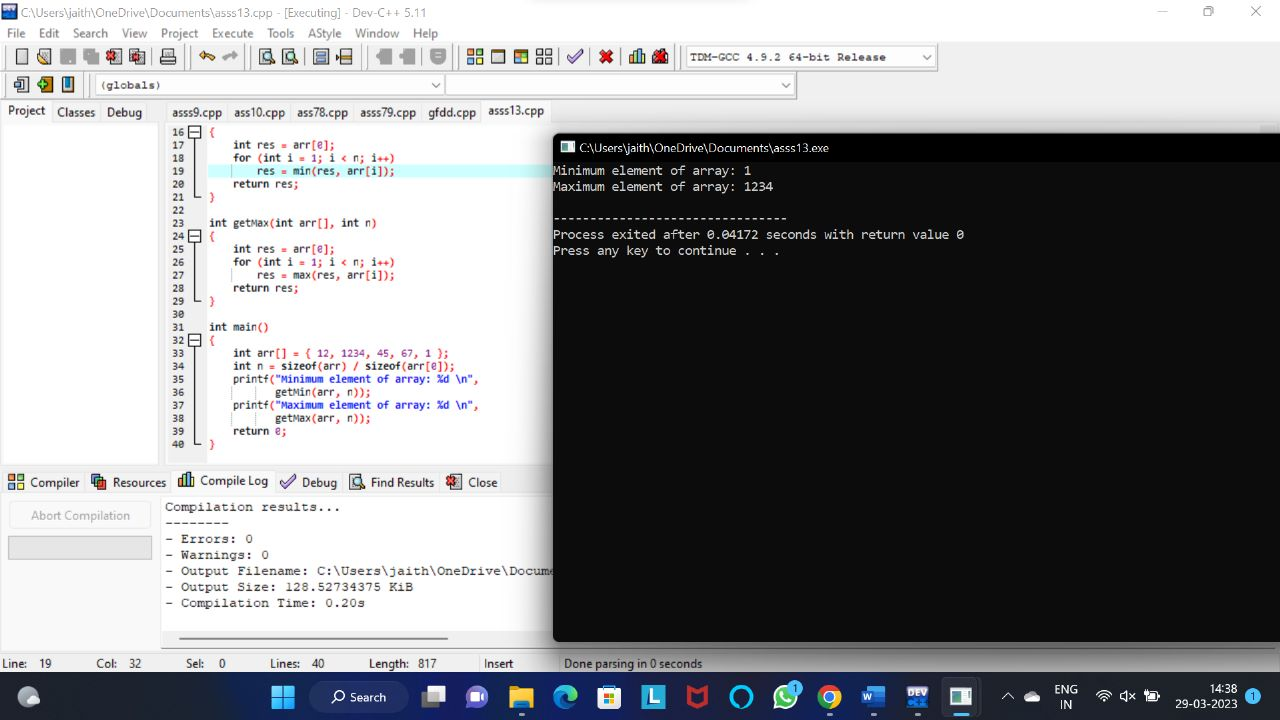 C:\Users\jaith\OneDrive\Documents\asss13.cpp - [Executing] - Dev-C++ 5.11
File Edit Search View Project Execute Tools AStyle Window Help
TDM-GCC 4.9.2 64-bit Release
(globals)
Project Classes Debug
asss9.cpp ass10.cpp ass78.cpp asss79.cpp gfdd.cpp asss13.cpp
16 {
17 int res = arr[0];
18 for (int i = 1; i < n; i++)
19 res = min(res, arr[i]);
20 return res;
21 }
22
23 int getMax(int arr[], int n)
24 {
25 int res = arr[0];
26 for (int i = 1; i < n; i++)
27 res = max(res, arr[i]);
28 return res;
29 }
30
31 int main()
32 {
33 int arr[] = { 12, 1234, 45, 67, 1 };
34 int n = sizeof(arr) / sizeof(arr[0]);
35 printf("Minimum element of array: %d \n",
36 getMin(arr, n));
37 printf("Maximum element of array: %d \n",
38 getMax(arr, n));
39 return 0;
40 }
C:\Users\jaith\OneDrive\Documents\asss13.exe
Minimum element of array: 1
Maximum element of array: 1234
--------------------------------
Process exited after 0.04172 seconds with return value 0
Press any key to continue . . .
Compiler Resources Compile Log Debug Find Results Close
Abort Compilation
Compilation results...
--------
- Errors: 0
- Warnings: 0
- Output Filename: C:\Users\jaith\OneDrive\Docume
- Output Size: 128.52734375 KiB
- Compilation Time: 0.20s
Line: 19 Col: 32 Sel: 0 Lines: 40 Length: 817 Insert Done parsing in 0 seconds
Search
L
1
W
DEV
ENG
IN
14:38
29-03-2023
1